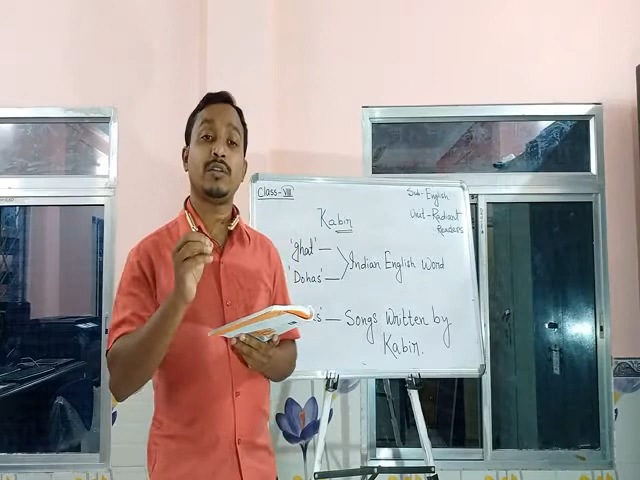 Class-VIII
Sub-English
Unit-Radiant
Readers
Kabir
'ghat' —
'Dohas' —
Indian English Word
s' — Songs Written by
Kabir.